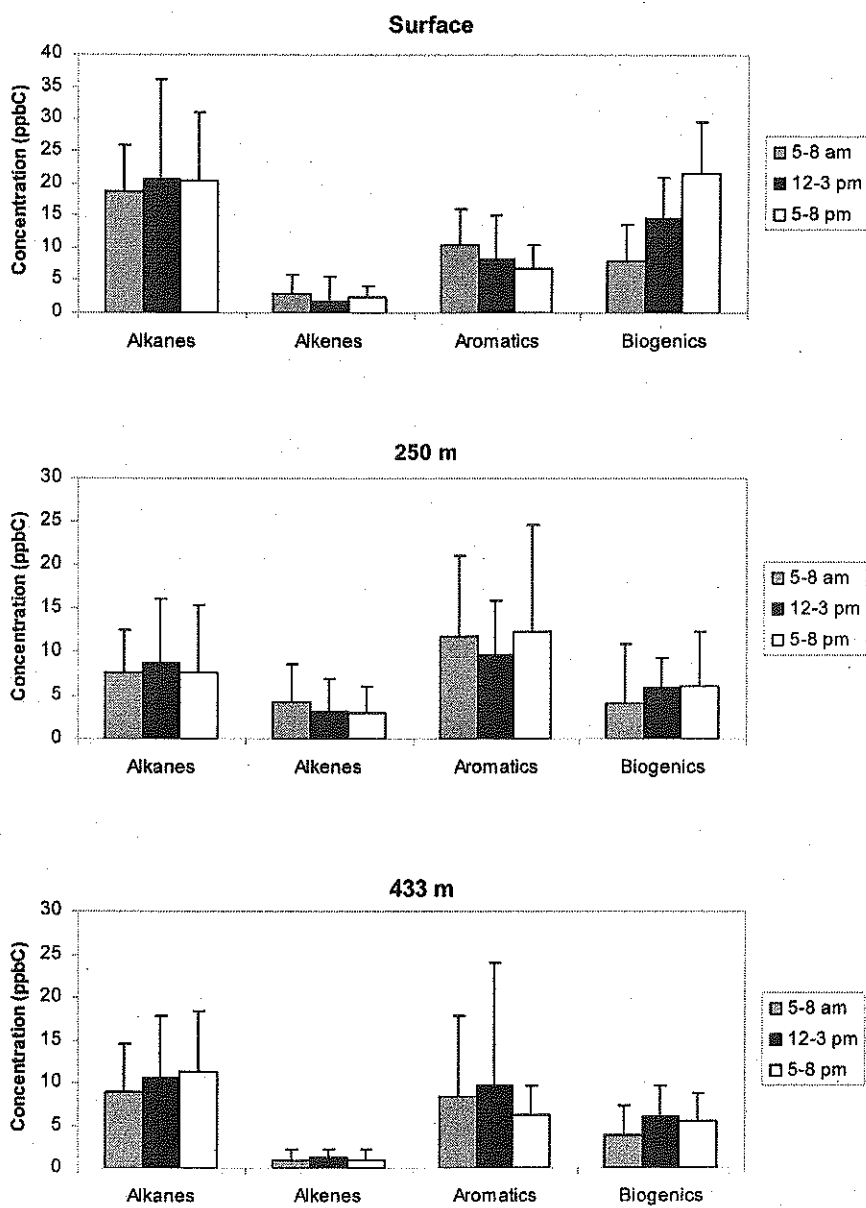 Surface
Concentration (ppbC)
40
35
30
25
20
15
10
5
0
Alkanes Alkenes Aromatics Biogenics
5-8 am
12-3 pm
5-8 pm
250 m
Concentration (ppbC)
30
25
20
15
10
5
0
Alkanes Alkenes Aromatics Biogenics
5-8 am
12-3 pm
5-8 pm
433 m
Concentration (ppbC)
30
25
20
15
10
5
0
Alkanes Alkenes Aromatics Biogenics
5-8 am
12-3 pm
5-8 pm